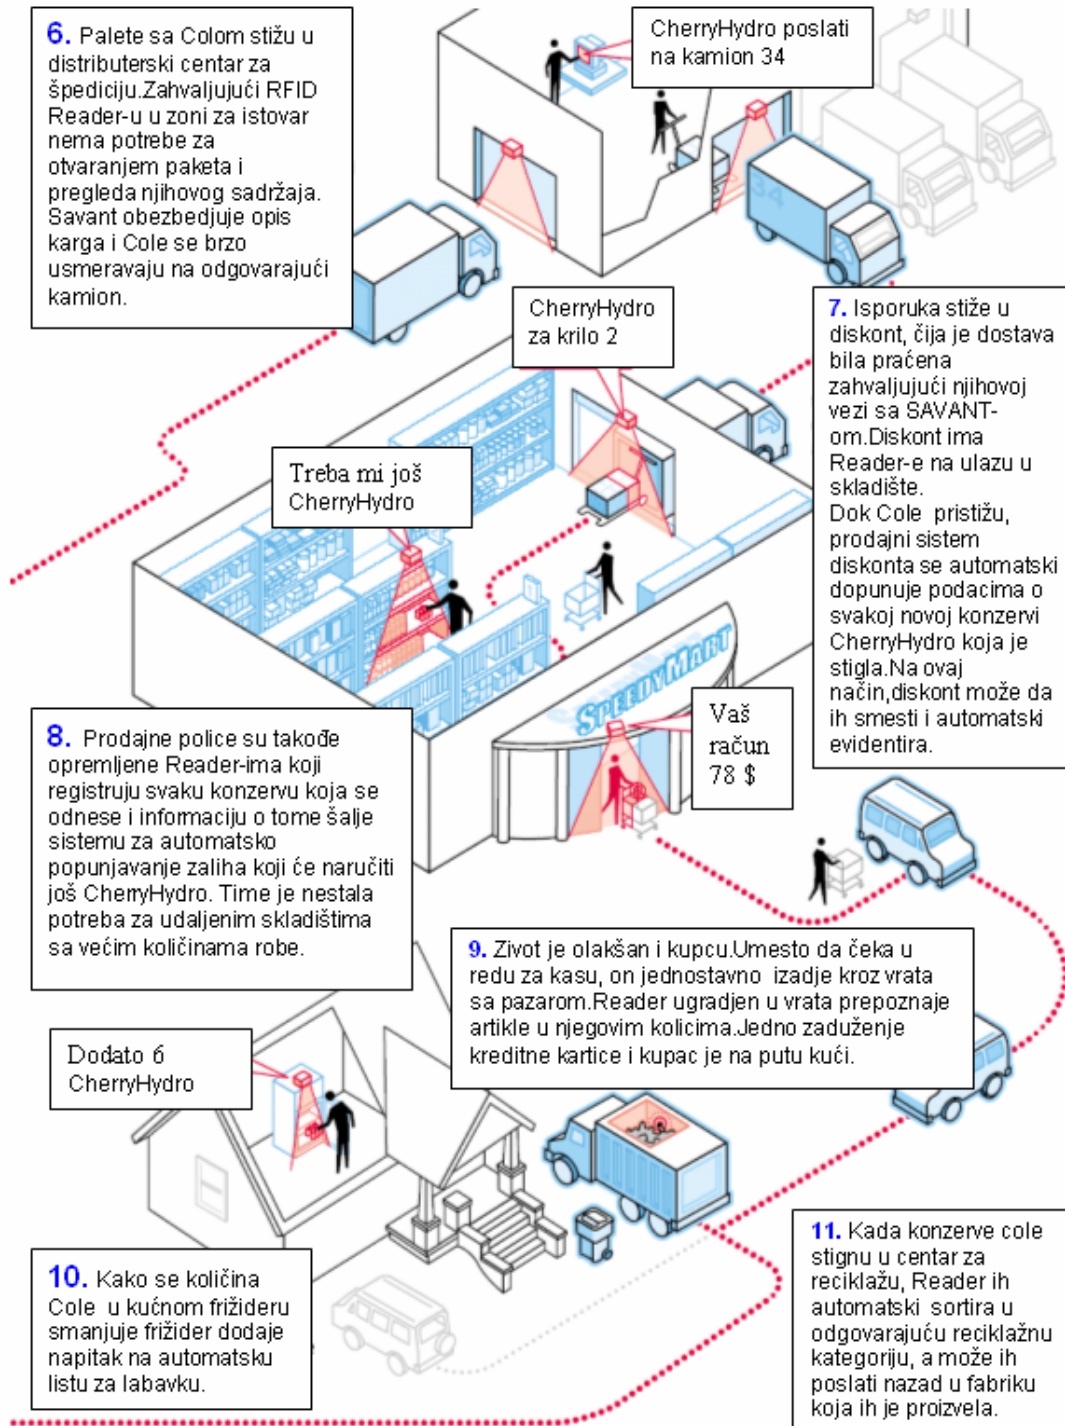 6. Palete sa Colom stižu u
distributerski centar za
špediciju.Zahvaljujući RFID
Reader-u u zoni za istovar
nema potrebe za
otvaranjem paketa i
pregleda njihovog sadržaja.
Savant obezbedjuje opis
karga i Cole se brzo
usmeravaju na odgovarajući
kamion.
CherryHydro poslati
na kamion 34
34
CherryHydro
za krilo 2
7. Isporuka stiže u
diskont, čija je dostava
bila praćena
zahvaljujući njihovoj
vezi sa SAVANT-
om.Diskont ima
Reader-e na ulazu u
skladište.
Dok Cole pristižu,
prodajni sistem
diskonta se automatski
dopunuje podacima o
svakoj novoj konzervi
CherryHydro koja je
stigla.Na ovaj
način,diskont može da
ih smesti i automatski
evidentira.
Treba mi još
CherryHydro
SPEEDYMART
Vaš
račun
78 $
8. Prodajne police su takođe
opremljene Reader-ima koji
registruju svaku konzervu koja se
odnese i informaciju o tome šalje
sistemu za automatsko
popunjavanje zaliha koji će naručiti
još CherryHydro. Time je nestala
potreba za udaljenim skladištima
sa većim količinama robe.
9. Zivot je olakšan i kupcu.Umesto da čeka u
redu za kasu, on jednostavno izadje kroz vrata
sa pazarom.Reader ugradjen u vrata prepoznaje
artikle u njegovim kolicima.Jedno zaduženje
kreditne kartice i kupac je na putu kući.
Dodato 6
CherryHydro
10. Kako se količina
Cole u kućnom frižideru
smanjuje frižider dodaje
napitak na automatsku
listu za labavku.
11. Kada konzerve cole
stignu u centar za
reciklažu, Reader ih
automatski sortira u
odgovarajuću reciklažnu
kategoriju, a može ih
poslati nazad u fabriku
koja ih je proizvela.